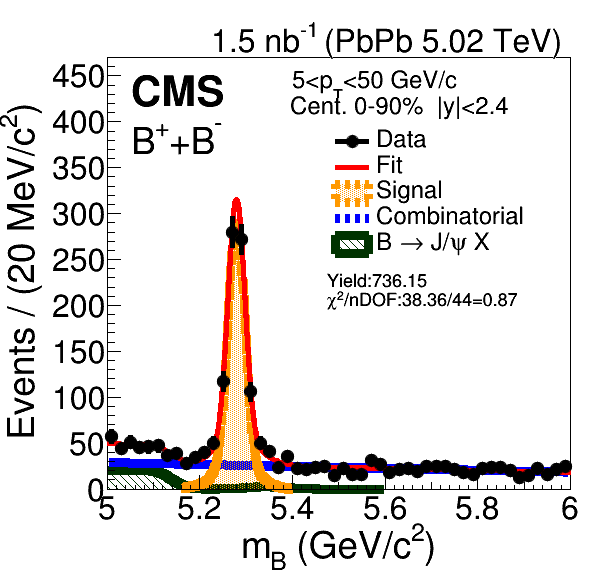 1.5 nb⁻¹ (PbPb 5.02 TeV)
CMS
B⁺+B⁻
5<p_T<50 GeV/c
Cent. 0-90% |y|<2.4
Data
Fit
Signal
Combinatorial
B → J/ψ X
Yield:736.15
χ²/nDOF:38.36/44=0.87
Events / (20 MeV/c²)
450
400
350
300
250
200
150
100
50
0
5 5.2 5.4 5.6 5.8 6
m_B (GeV/c²)